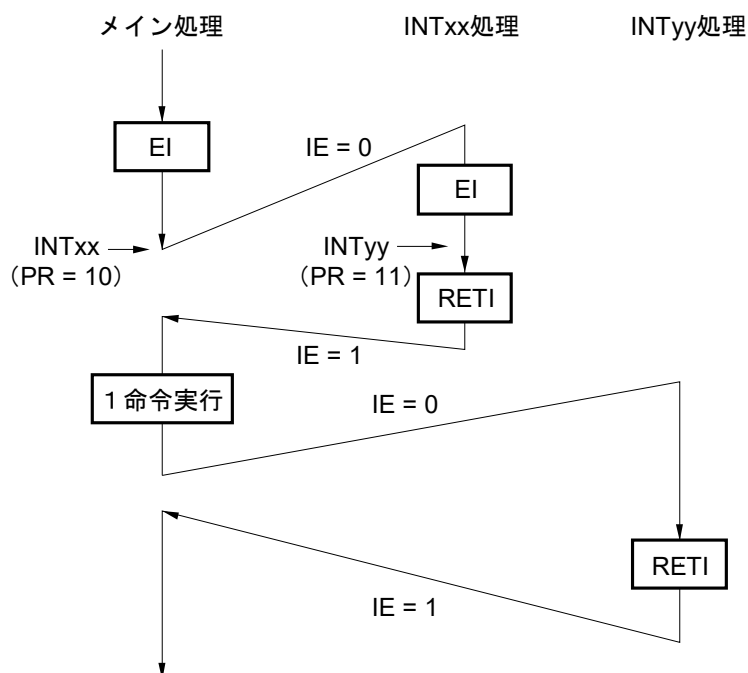 メイン処理 INTxx処理 INTyy処理
EI
IE = 0
EI
INTxx
(PR = 10)
INTyy
(PR = 11)
RETI
IE = 1
１命令実行
IE = 0
RETI
IE = 1